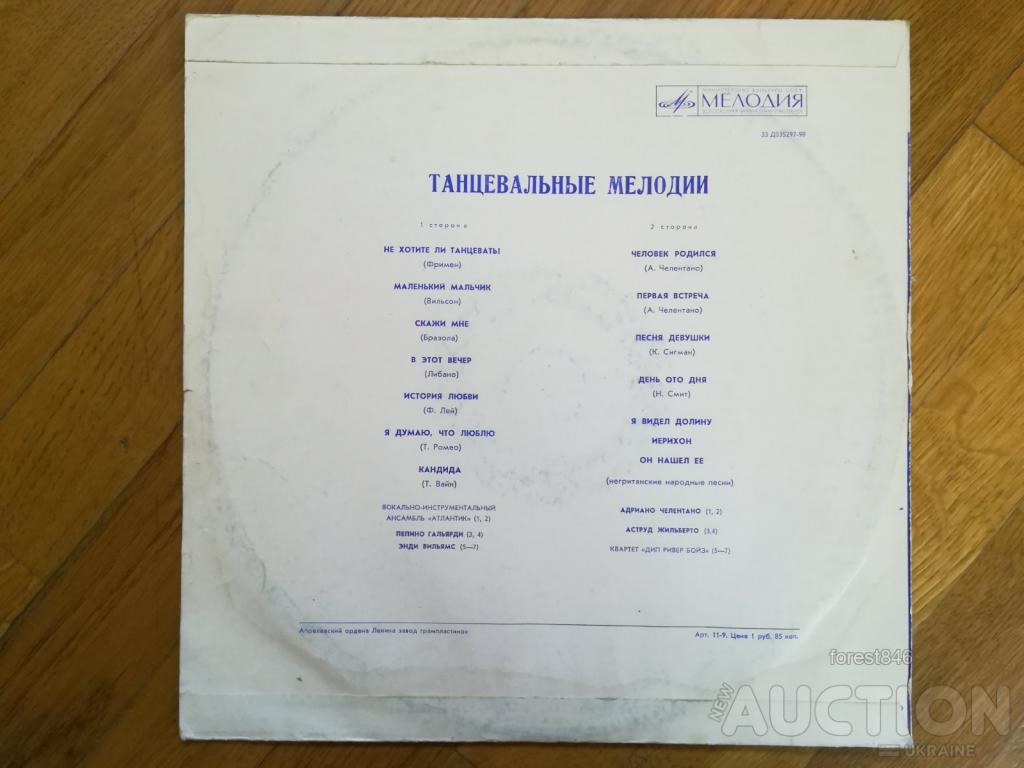 МИНИСТЕРСТВО КУЛЬТУРЫ СССР
МЕЛОДИЯ
33 Д035297-98
ТАНЦЕВАЛЬНЫЕ МЕЛОДИИ
1 сторона
НЕ ХОТИТЕ ЛИ ТАНЦЕВАТЬ!
(Фримен)
МАЛЕНЬКИЙ МАЛЬЧИК
(Вильсон)
СКАЖИ МНЕ
(Бразола)
В ЭТОТ ВЕЧЕР
(Либано)
ИСТОРИЯ ЛЮБВИ
(Ф. Лей)
Я ДУМАЮ, ЧТО ЛЮБЛЮ
(Т. Ромео)
КАНДИДА
(Т. Вайн)
ВОКАЛЬНО-ИНСТРУМЕНТАЛЬНЫЙ
АНСАМБЛЬ «АТЛАНТИК» (1, 2)
ПЕПИНО ГАЛЬЯРДИ (3, 4)
ЭНДИ ВИЛЬЯМС (5—7)
2 сторона
ЧЕЛОВЕК РОДИЛСЯ
(А. Челентано)
ПЕРВАЯ ВСТРЕЧА
(А. Челентано)
ПЕСНЯ ДЕВУШКИ
(К. Сигман)
ДЕНЬ ОТО ДНЯ
(Н. Смит)
Я ВИДЕЛ ДОЛИНУ
ИЕРИХОН
ОН НАШЕЛ ЕЕ
(негритянские народные песни)
АДРИАНО ЧЕЛЕНТАНО (1, 2)
АСТРУД ЖИЛЬБЕРТО (3,4)
КВАРТЕТ «ДИП РИВЕР БОЙЗ» (5—7)
Апрелевский ордена Ленина завод грампластинок
Арт. 11-9. Цена 1 руб. 85 коп.
forest846
NEW
AUCTION
UKRAINE